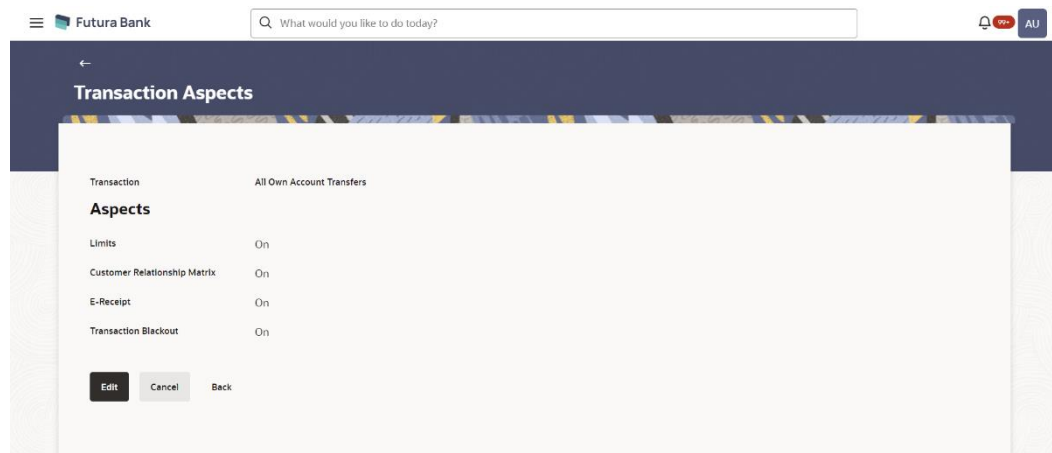 Futura Bank
What would you like to do today?
99+
AU
Transaction Aspects
Transaction All Own Account Transfers
Aspects
Limits On
Customer Relationship Matrix On
E-Receipt On
Transaction Blackout On
Edit Cancel Back